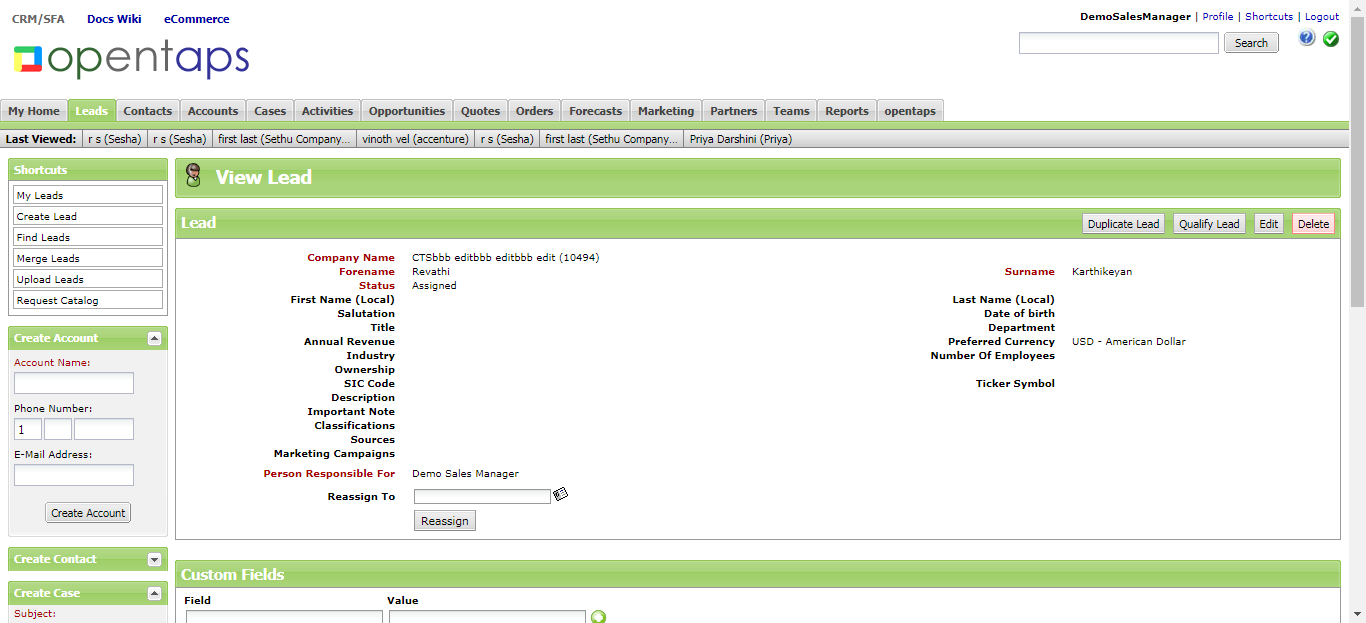 CRM/SFA Docs Wiki eCommerce
DemoSalesManager | Profile | Shortcuts | Logout
opentaps
Search
My Home Leads Contacts Accounts Cases Activities Opportunities Quotes Orders Forecasts Marketing Partners Teams Reports opentaps
Last Viewed: r s (Sesha) r s (Sesha) first last (Sethu Company... vinoth vel (accenture) r s (Sesha) first last (Sethu Company... Priya Darshini (Priya)
Shortcuts
My Leads
Create Lead
Find Leads
Merge Leads
Upload Leads
Request Catalog
Create Account
Account Name:
Phone Number:
1
E-Mail Address:
Create Account
Create Contact
Create Case
Subject:
View Lead
Lead
Duplicate Lead Qualify Lead Edit Delete
Company Name CTSbbb editbbb editbbb edit (10494)
Forename Revathi Surname Karthikeyan
Status Assigned
First Name (Local) Last Name (Local)
Salutation Date of birth
Title Department
Annual Revenue Preferred Currency USD - American Dollar
Industry Number Of Employees
Ownership
SIC Code Ticker Symbol
Description
Important Note
Classifications
Sources
Marketing Campaigns
Person Responsible For Demo Sales Manager
Reassign To
Reassign
Custom Fields
Field Value